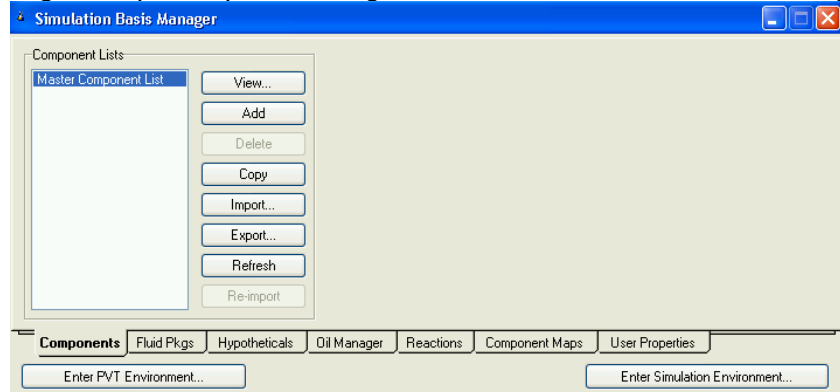 Simulation Basis Manager
Component Lists
Master Component List
View...
Add
Delete
Copy
Import...
Export...
Refresh
Re-import
Components Fluid Pkgs Hypotheticals Oil Manager Reactions Component Maps User Properties
Enter PVT Environment... Enter Simulation Environment...